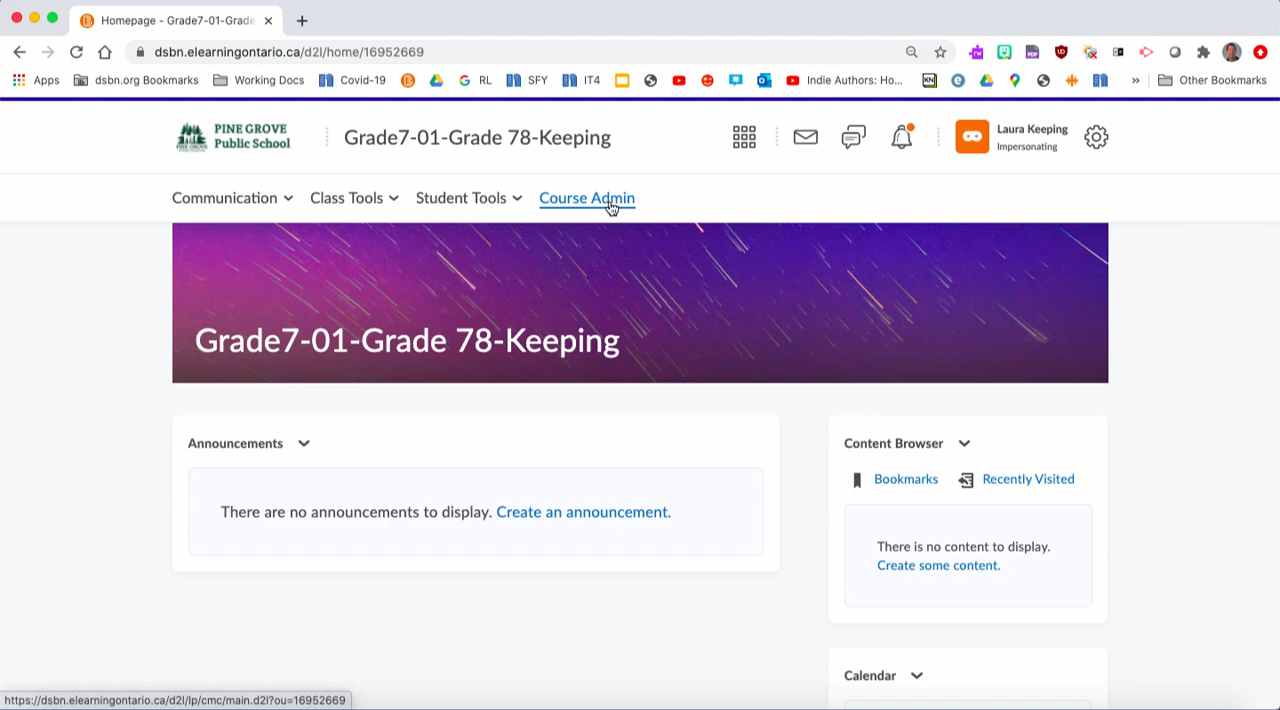 Homepage - Grade7-01-Grade
dsbn.elearningontario.ca/d2l/home/16952669
Apps dsbn.org Bookmarks Working Docs Covid-19 RL SFY IT4 Indie Authors: Ho... KN » Other Bookmarks
PINE GROVE
Public School
Grade7-01-Grade 78-Keeping
Laura Keeping
Impersonating
Communication Class Tools Student Tools Course Admin
Grade7-01-Grade 78-Keeping
Announcements
There are no announcements to display. Create an announcement.
Content Browser
Bookmarks Recently Visited
There is no content to display.
Create some content.
Calendar
https://dsbn.elearningontario.ca/d2l/lp/cmc/main.d2l?ou=16952669